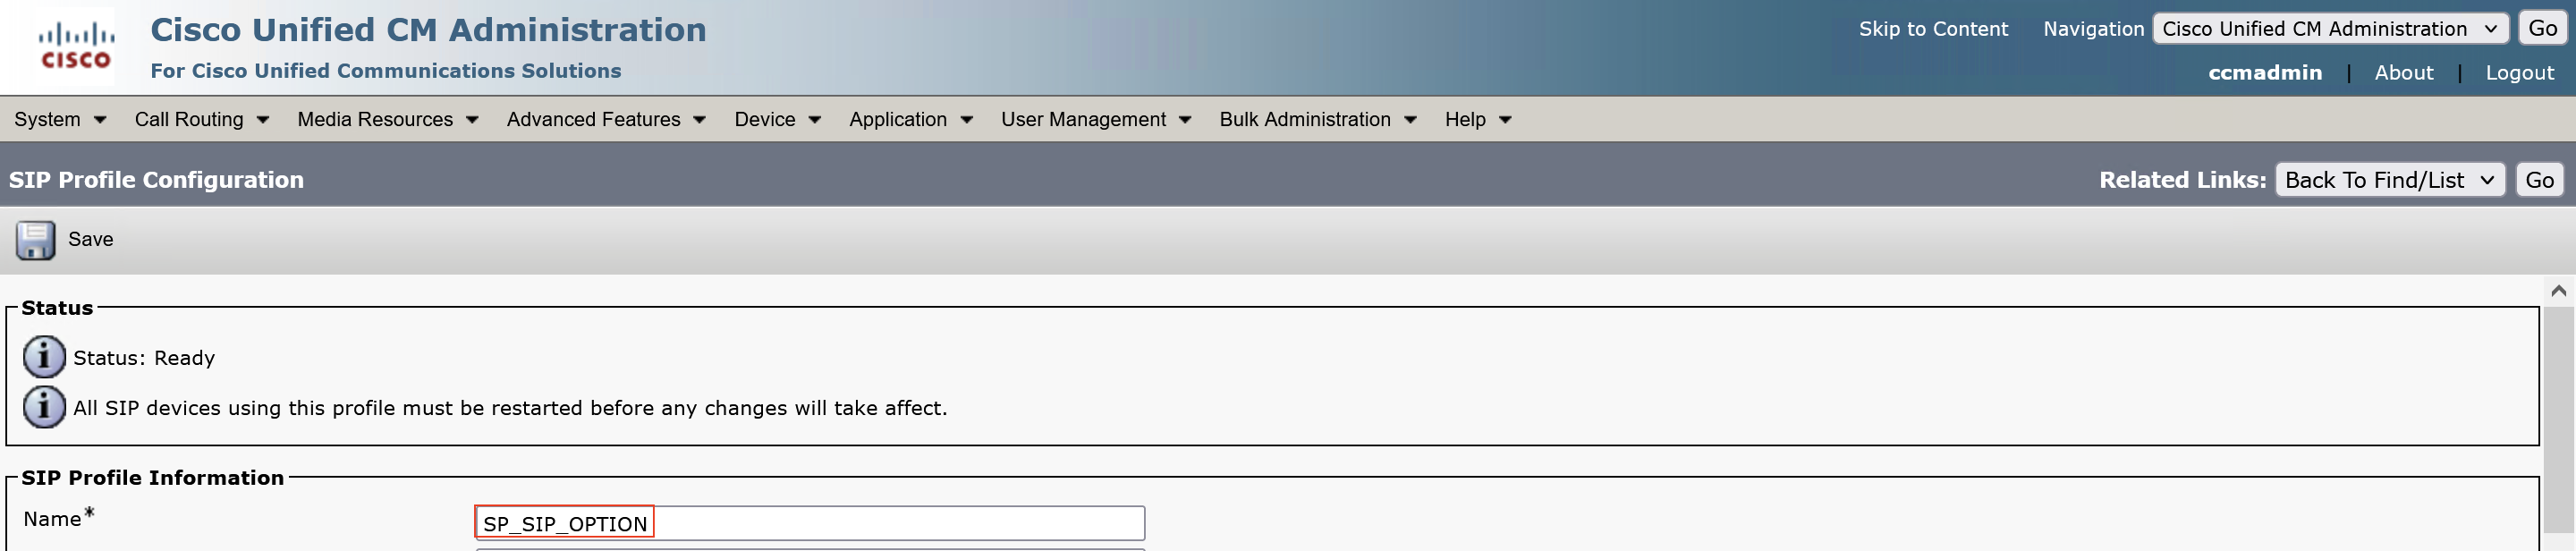 CISCO
Cisco Unified CM Administration
For Cisco Unified Communications Solutions
Skip to Content Navigation Cisco Unified CM Administration Go
ccmadmin | About | Logout
System Call Routing Media Resources Advanced Features Device Application User Management Bulk Administration Help
SIP Profile Configuration
Related Links: Back To Find/List Go
Save
Status
Status: Ready
All SIP devices using this profile must be restarted before any changes will take affect.
SIP Profile Information
Name* SP_SIP_OPTION